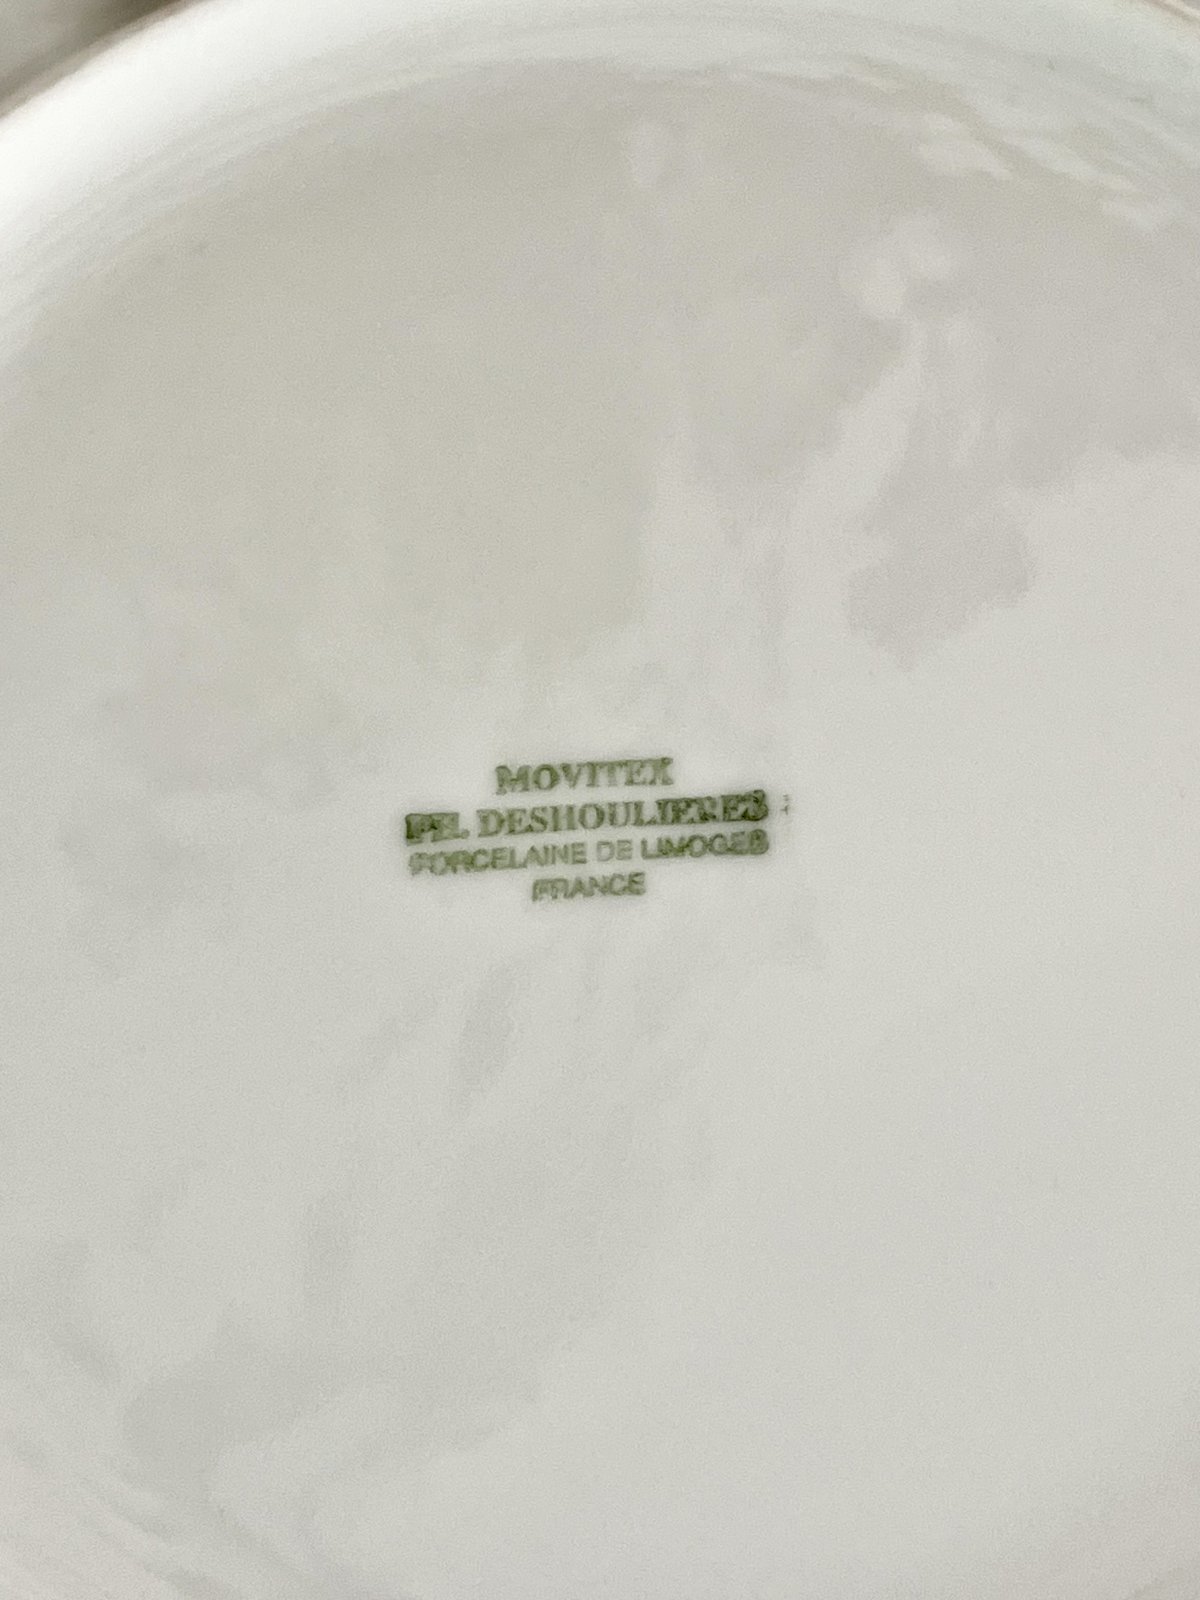 MOVITEX
PH. DESHOULIERES
PORCELAINE DE LIMOGES
FRANCE